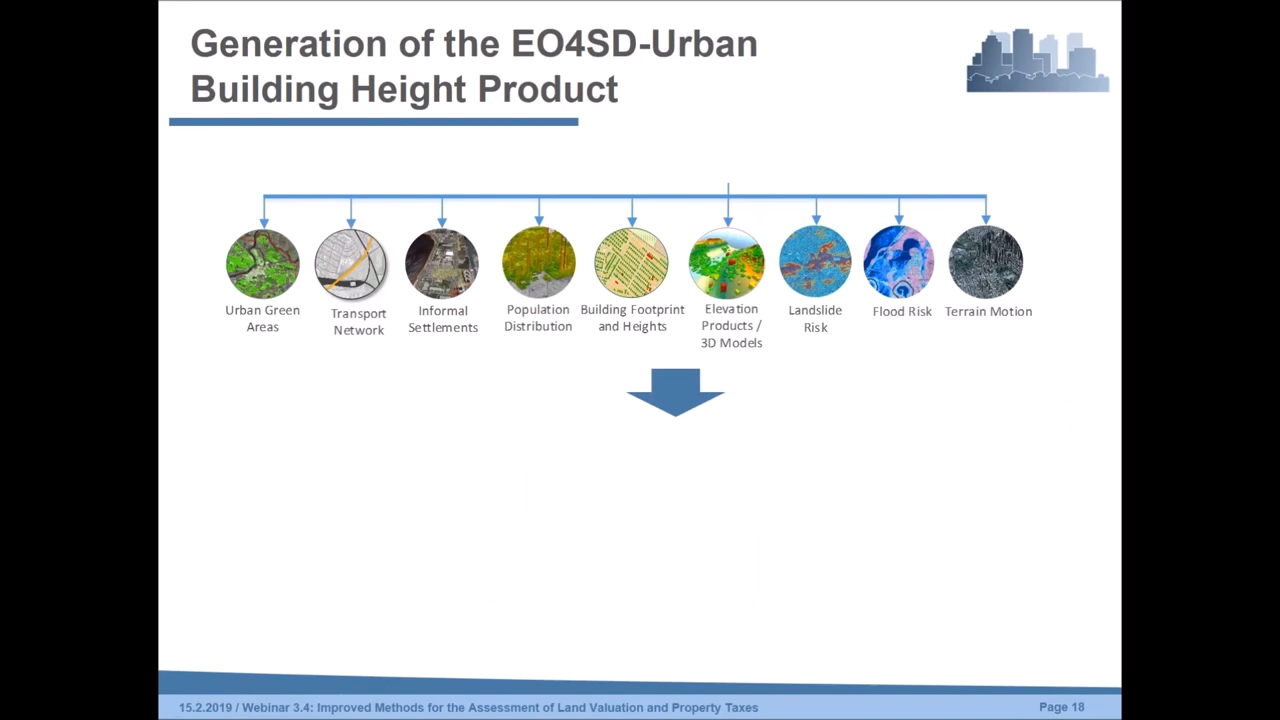 Generation of the EO4SD-Urban
Building Height Product
Urban Green
Areas
Transport
Network
Informal
Settlements
Population
Distribution
Building Footprint
and Heights
Elevation
Products /
3D Models
Landslide
Risk
Flood Risk
Terrain Motion
15.2.2019 / Webinar 3.4: Improved Methods for the Assessment of Land Valuation and Property Taxes
Page 18